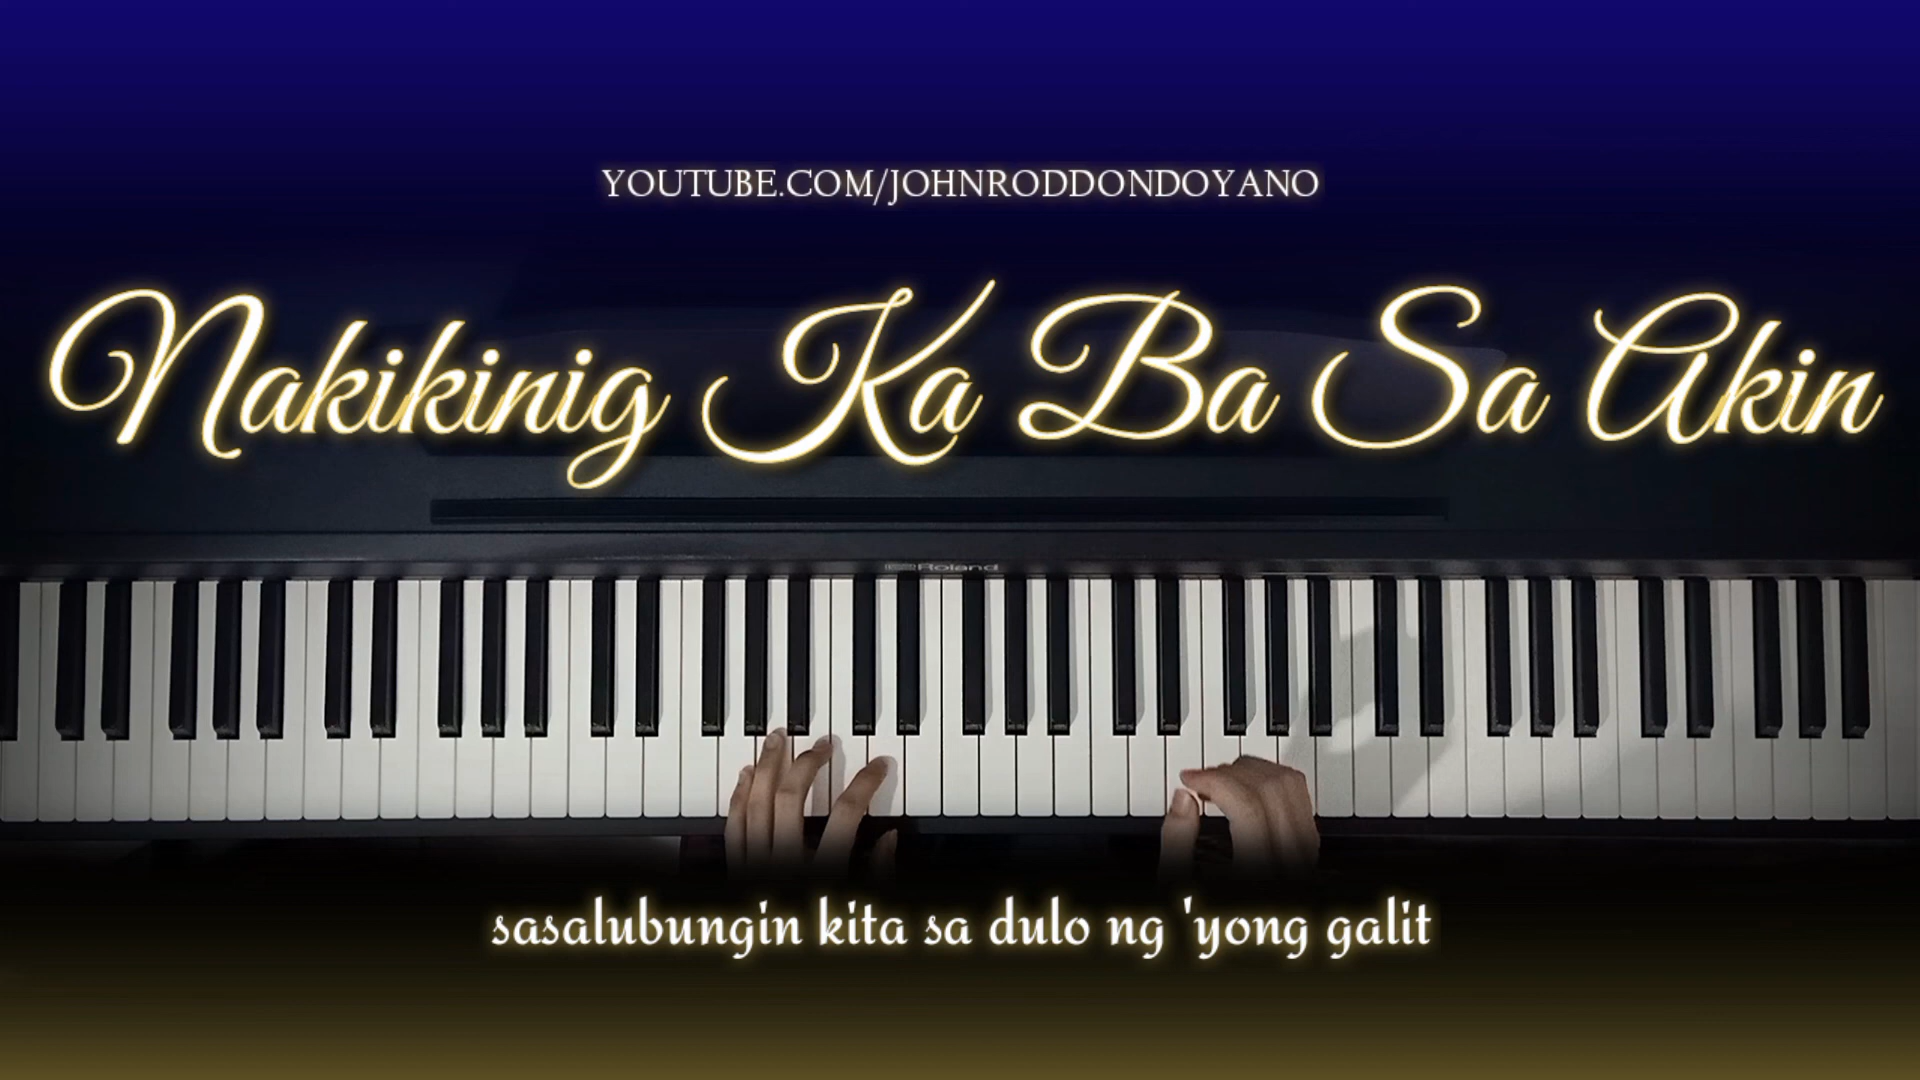 YOUTUBE.COM/JOHNRODDONDOYANO
Nakikinig Ka Ba Sa Akin
Roland
sasalubungin kita sa dulo ng 'yong galit